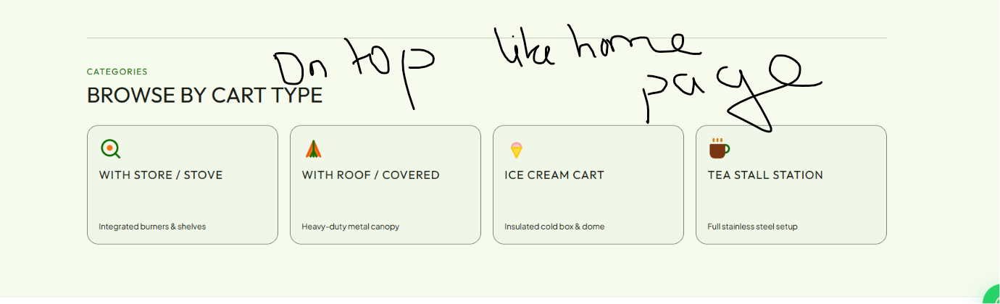 On top like home
page
CATEGORIES
BROWSE BY CART TYPE
WITH STORE / STOVE
Integrated burners & shelves
WITH ROOF / COVERED
Heavy-duty metal canopy
ICE CREAM CART
Insulated cold box & dome
TEA STALL STATION
Full stainless steel setup